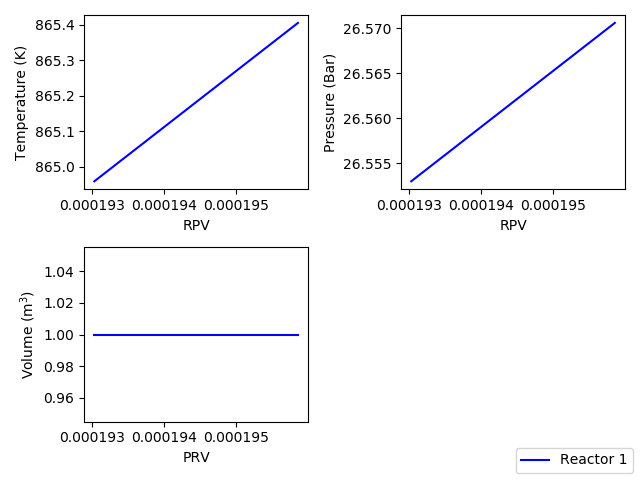 Temperature (K)
865.4
865.3
865.2
865.1
865.0
0.000193 0.000194 0.000195
RPV
Pressure (Bar)
26.570
26.565
26.560
26.555
0.000193 0.000194 0.000195
RPV
Volume (m³)
1.04
1.02
1.00
0.98
0.96
0.000193 0.000194 0.000195
PRV
Reactor 1